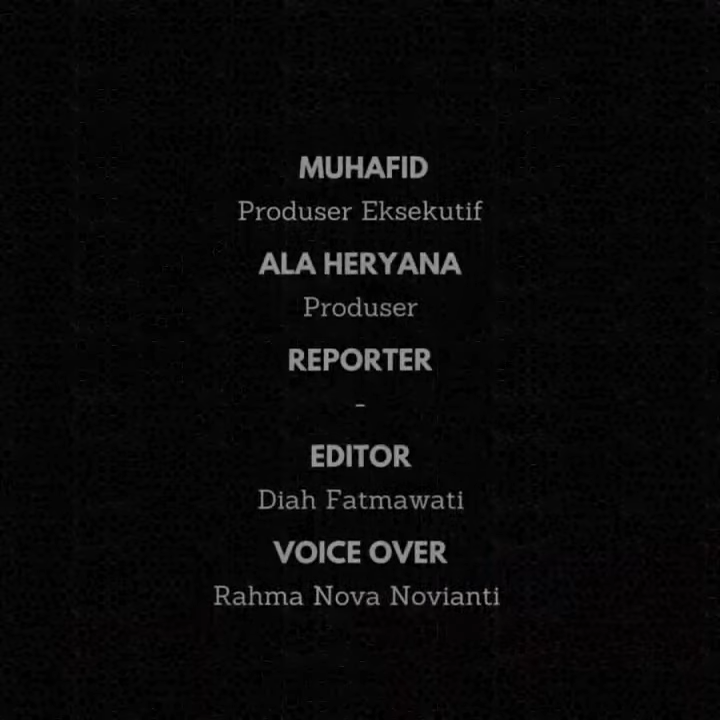 MUHAFID
Produser Eksekutif
ALA HERYANA
Produser
REPORTER
-
EDITOR
Diah Fatmawati
VOICE OVER
Rahma Nova Novianti